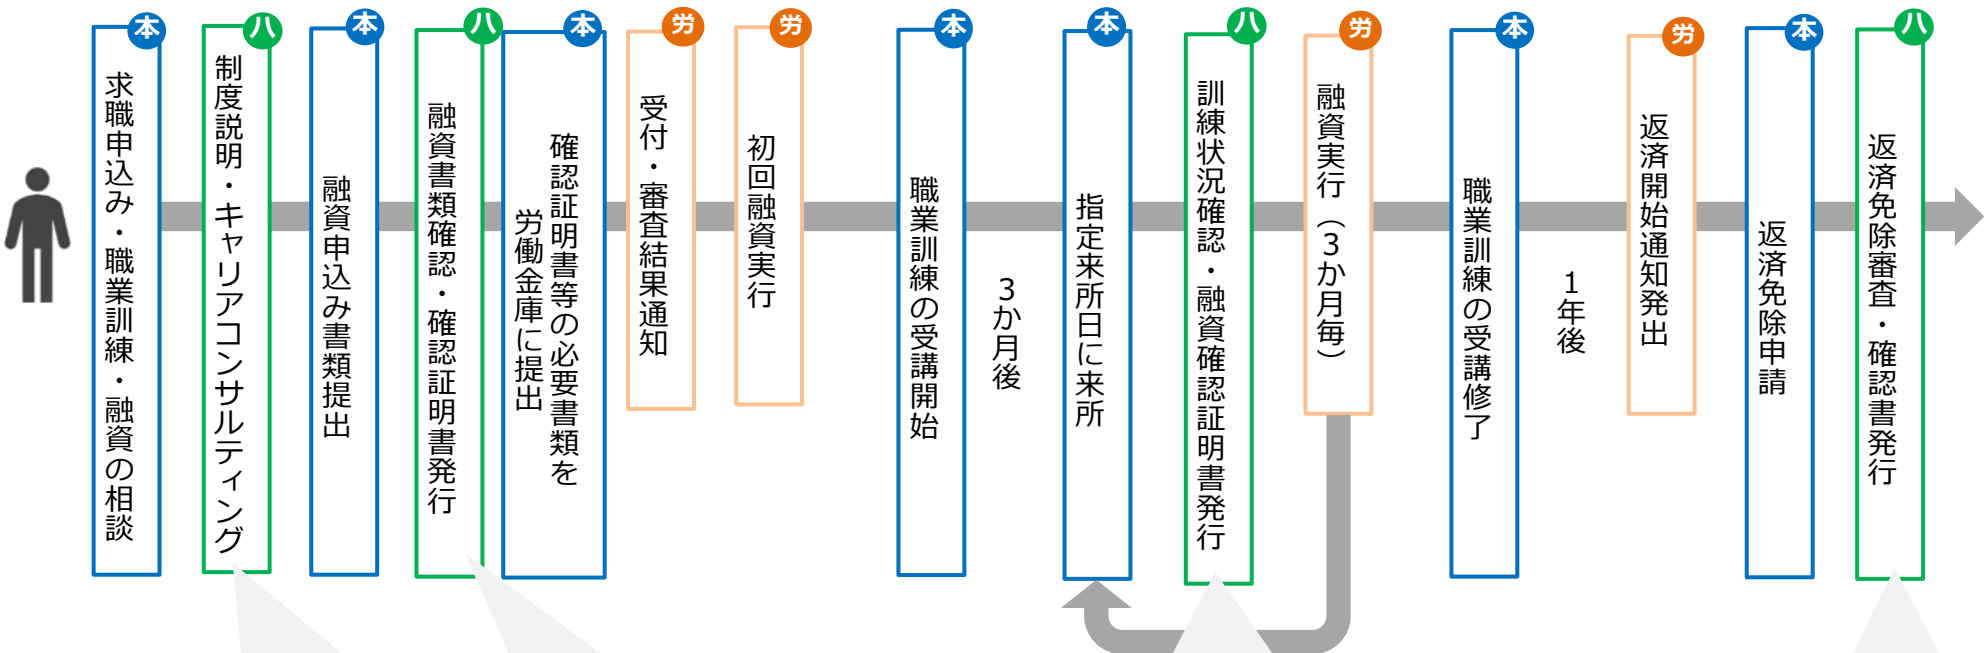 本
求職申込み・職業訓練・融資の相談
ハ
制度説明・キャリアコンサルティング
本
融資申込み書類提出
ハ
融資書類確認・確認証明書発行
本
確認証明書等の必要書類を
労働金庫に提出
労
受付・審査結果通知
労
初回融資実行
本
職業訓練の受講開始
3か月後
本
指定来所日に来所
ハ
訓練状況確認・融資確認証明書発行
労
融資実行（3か月毎）
本
職業訓練の受講修了
1年後
労
返済開始通知発出
本
返済免除申請
ハ
返済免除審査・確認書発行